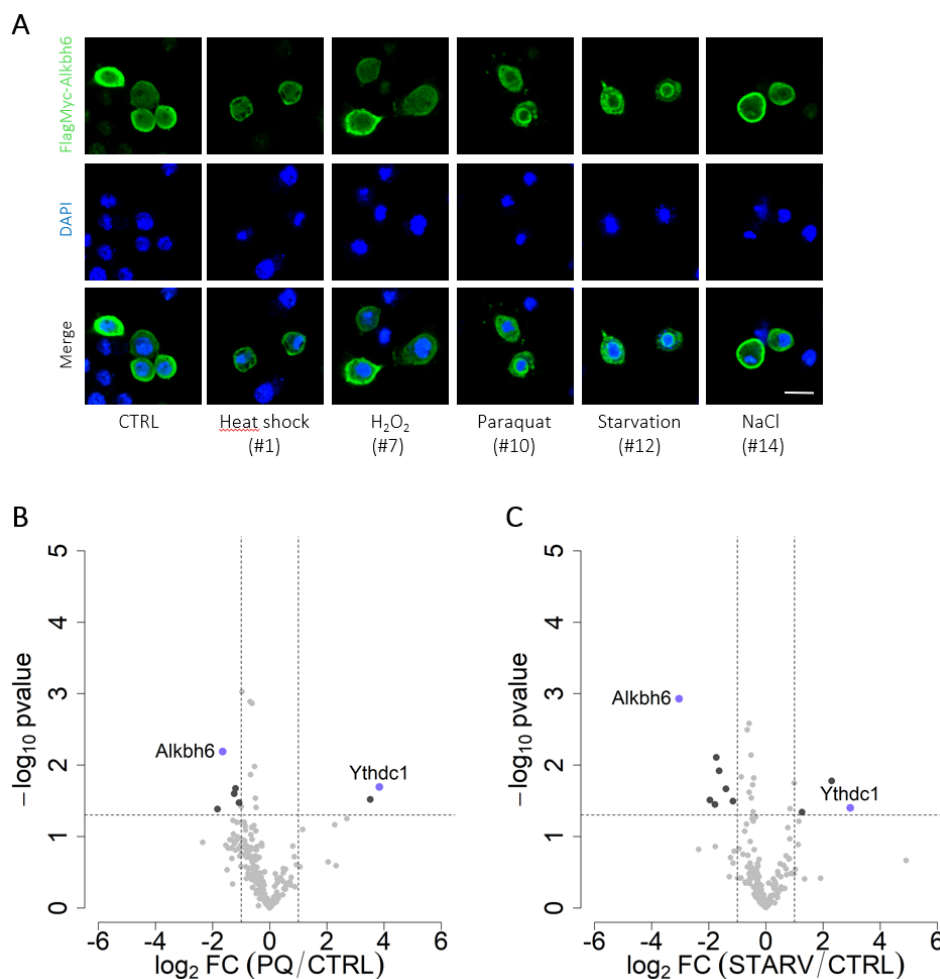 A
FlagMyc-Alkbh6
DAPI
Merge
CTRL
Heat shock
(#1)
H₂O₂
(#7)
Paraquat
(#10)
Starvation
(#12)
NaCl
(#14)
B
5
4
3
2
1
0
−log₁₀ pvalue
Alkbh6
Ythdc1
-6 -4 -2 0 2 4 6
log₂ FC (PQ/CTRL)
C
5
4
3
2
1
0
−log₁₀ pvalue
Alkbh6
Ythdc1
-6 -4 -2 0 2 4 6
log₂ FC (STARV/CTRL)